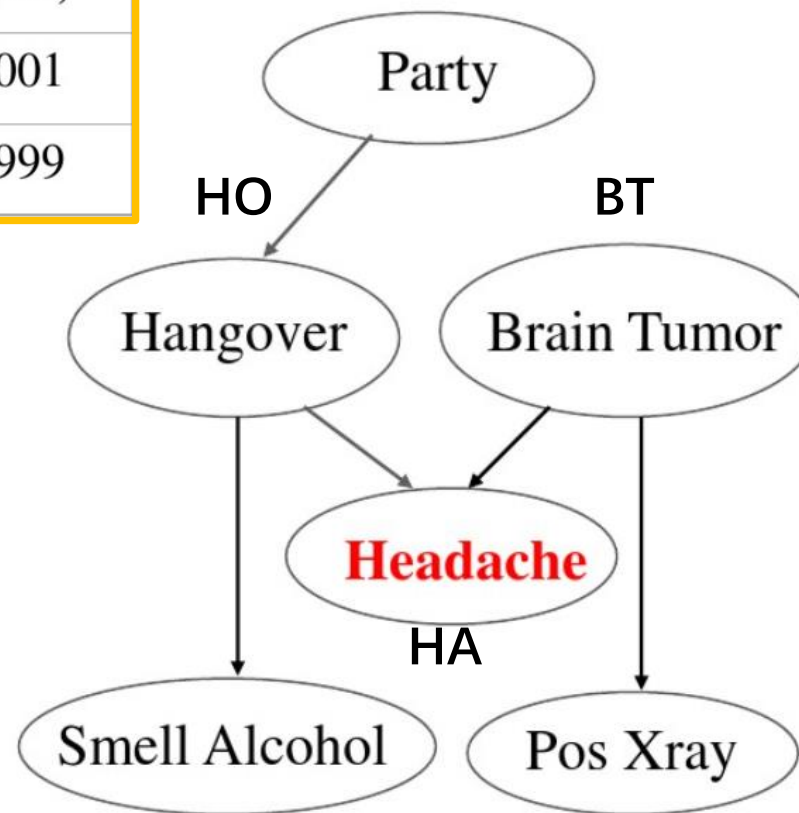 001
999
Party
HO
BT
Hangover
Brain Tumor
Headache
HA
Smell Alcohol
Pos Xray